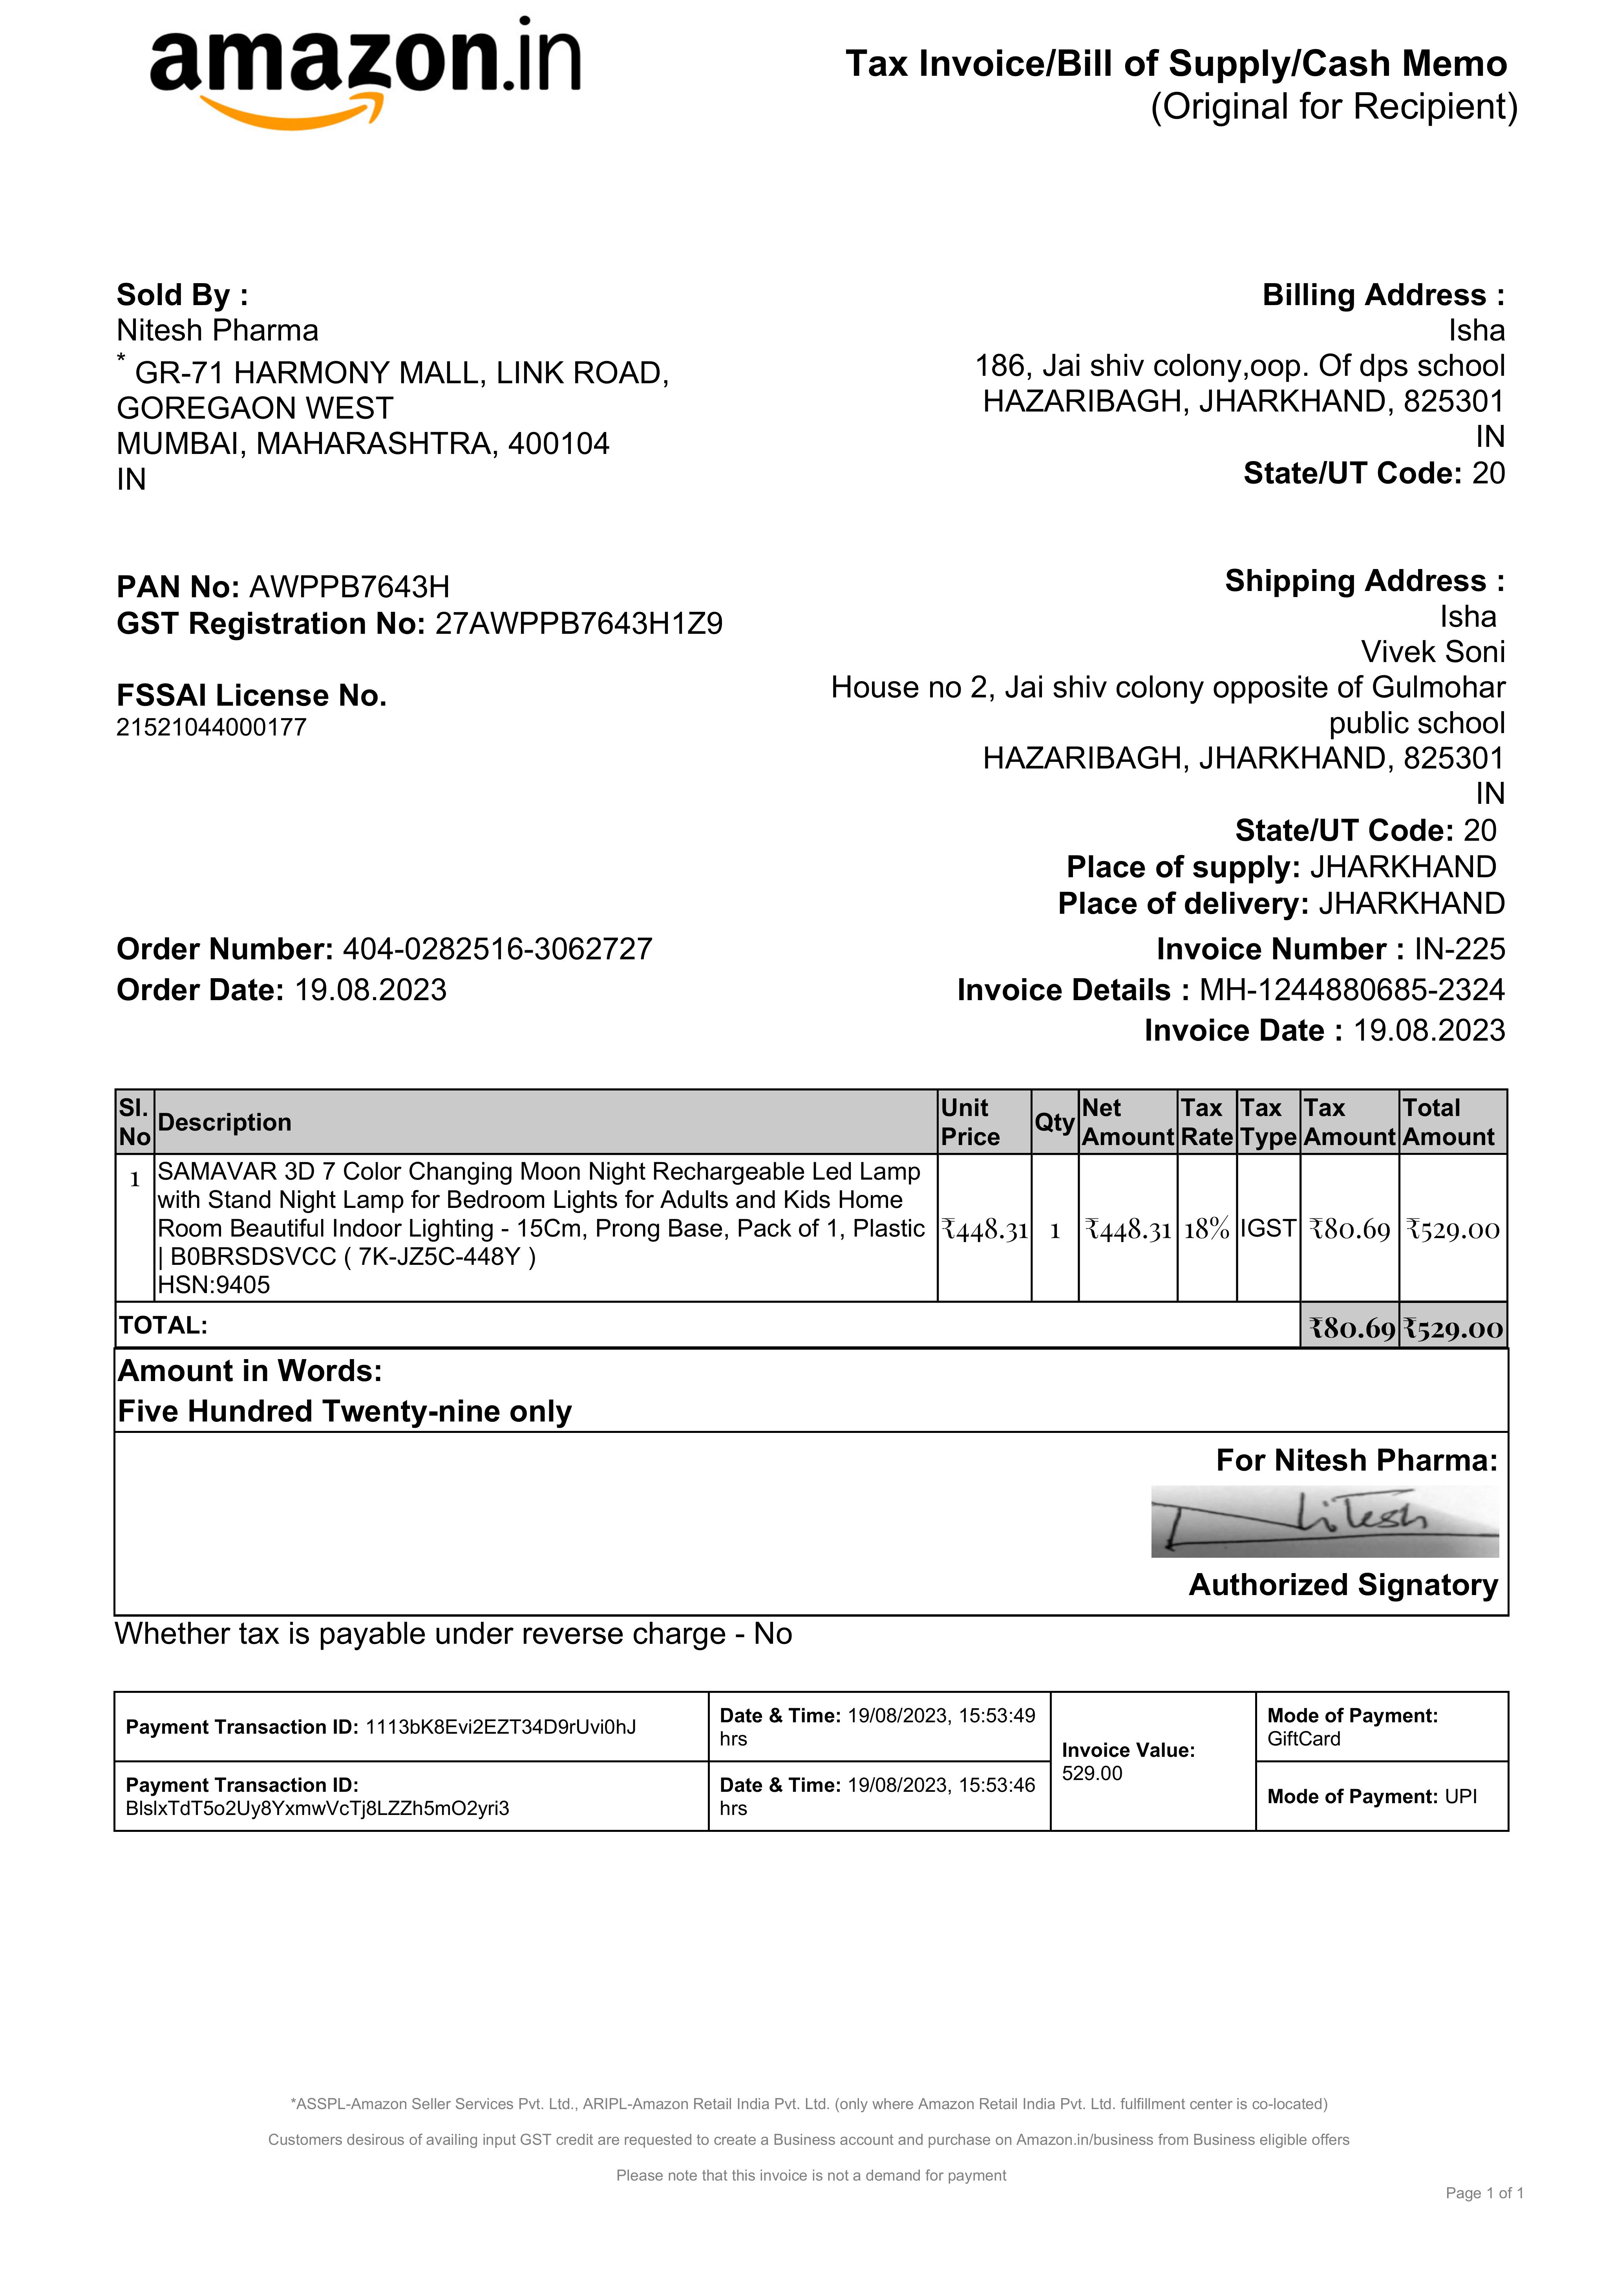 amazon.in
Tax Invoice/Bill of Supply/Cash Memo
(Original for Recipient)
Sold By :
Nitesh Pharma
* GR-71 HARMONY MALL, LINK ROAD,
GOREGAON WEST
MUMBAI, MAHARASHTRA, 400104
IN
Billing Address :
Isha
186, Jai shiv colony,oop. Of dps school
HAZARIBAGH, JHARKHAND, 825301
IN
State/UT Code: 20
PAN No: AWPPB7643H
GST Registration No: 27AWPPB7643H1Z9
FSSAI License No.
21521044000177
Shipping Address :
Isha
Vivek Soni
House no 2, Jai shiv colony opposite of Gulmohar
public school
HAZARIBAGH, JHARKHAND, 825301
IN
State/UT Code: 20
Place of supply: JHARKHAND
Place of delivery: JHARKHAND
Order Number: 404-0282516-3062727
Order Date: 19.08.2023
Invoice Number : IN-225
Invoice Details : MH-1244880685-2324
Invoice Date : 19.08.2023
Sl. No Description Unit Price Qty Net Amount Tax Rate Tax Type Tax Amount Total Amount
1 SAMAVAR 3D 7 Color Changing Moon Night Rechargeable Led Lamp
with Stand Night Lamp for Bedroom Lights for Adults and Kids Home
Room Beautiful Indoor Lighting - 15Cm, Prong Base, Pack of 1, Plastic
| B0BRSDSVCC ( 7K-JZ5C-448Y )
HSN:9405
₹448.31 1 ₹448.31 18% IGST ₹80.69 ₹529.00
TOTAL: ₹80.69 ₹529.00
Amount in Words:
Five Hundred Twenty-nine only
For Nitesh Pharma:
Nitesh
Authorized Signatory
Whether tax is payable under reverse charge - No
Payment Transaction ID: 1113bK8Evi2EZT34D9rUvi0hJ
Date & Time: 19/08/2023, 15:53:49
hrs
Invoice Value:
529.00
Mode of Payment:
GiftCard
Payment Transaction ID:
BlslxTdT5o2Uy8YxmwVcTj8LZZh5mO2yri3
Date & Time: 19/08/2023, 15:53:46
hrs
Mode of Payment: UPI
*ASSPL-Amazon Seller Services Pvt. Ltd., ARIPL-Amazon Retail India Pvt. Ltd. (only where Amazon Retail India Pvt. Ltd. fulfillment center is co-located)
Customers desirous of availing input GST credit are requested to create a Business account and purchase on Amazon.in/business from Business eligible offers
Please note that this invoice is not a demand for payment
Page 1 of 1